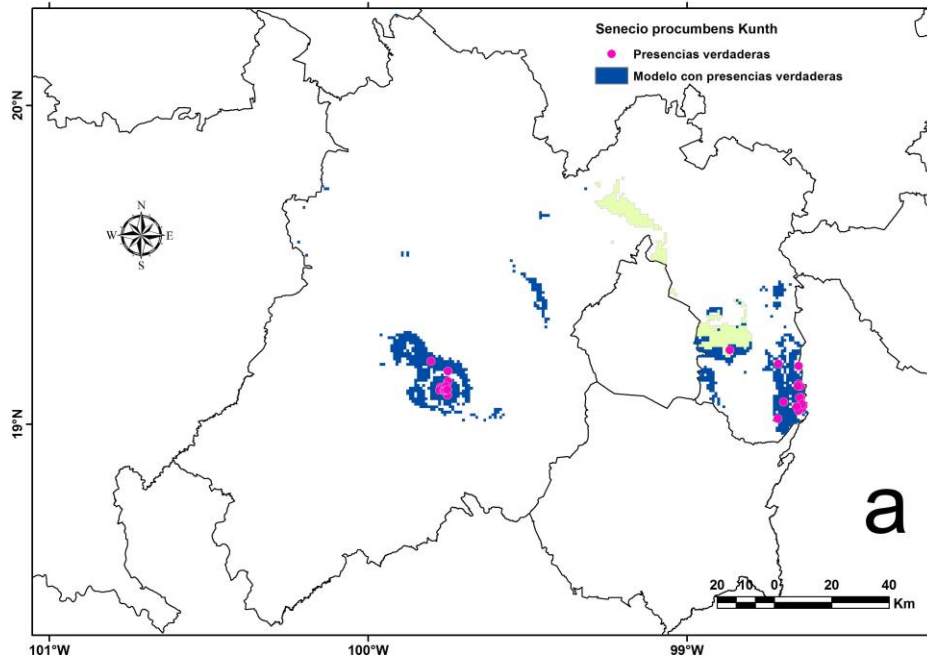 Senecio procumbens Kunth
Presencias verdaderas
Modelo con presencias verdaderas
20°N
N
W E
S
19°N
a
20 10 0 20 40
Km
101°W 100°W 99°W